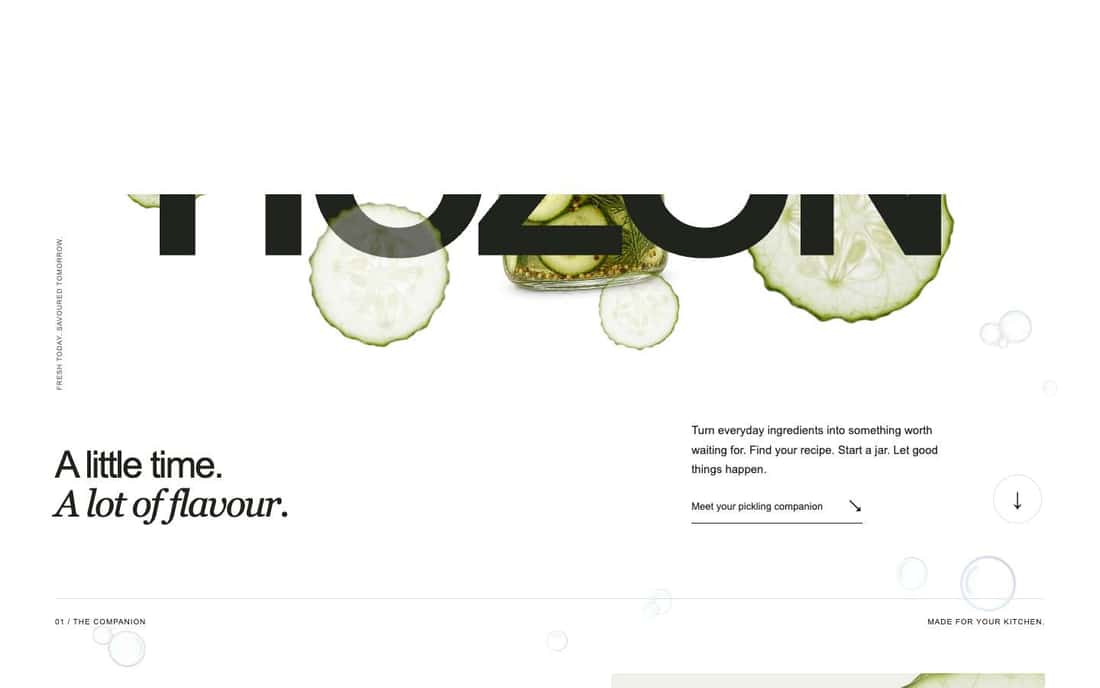 FRESH TODAY. SAVOURED TOMORROW.
A little time.
A lot of flavour.
Turn everyday ingredients into something worth
waiting for. Find your recipe. Start a jar. Let good
things happen.
Meet your pickling companion ↘
↓
01 / THE COMPANION
MADE FOR YOUR KITCHEN.